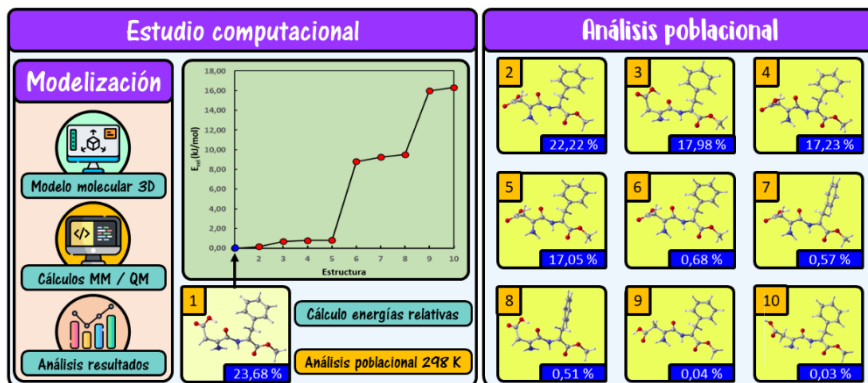 Estudio computacional
Modelización
Modelo molecular 3D
Cálculos MM / QM
Análisis resultados
18,00
16,00
14,00
12,00
10,00
8,00
6,00
4,00
2,00
0,00
E rel (kJ/mol)
1 2 3 4 5 6 7 8 9 10
Estructura
1
23,68 %
Cálculo energías relativas
Análisis poblacional 298 K
Análisis poblacional
2 3 4
22,22 % 17,98 % 17,23 %
5 6 7
17,05 % 0,68 % 0,57 %
8 9 10
0,51 % 0,04 % 0,03 %